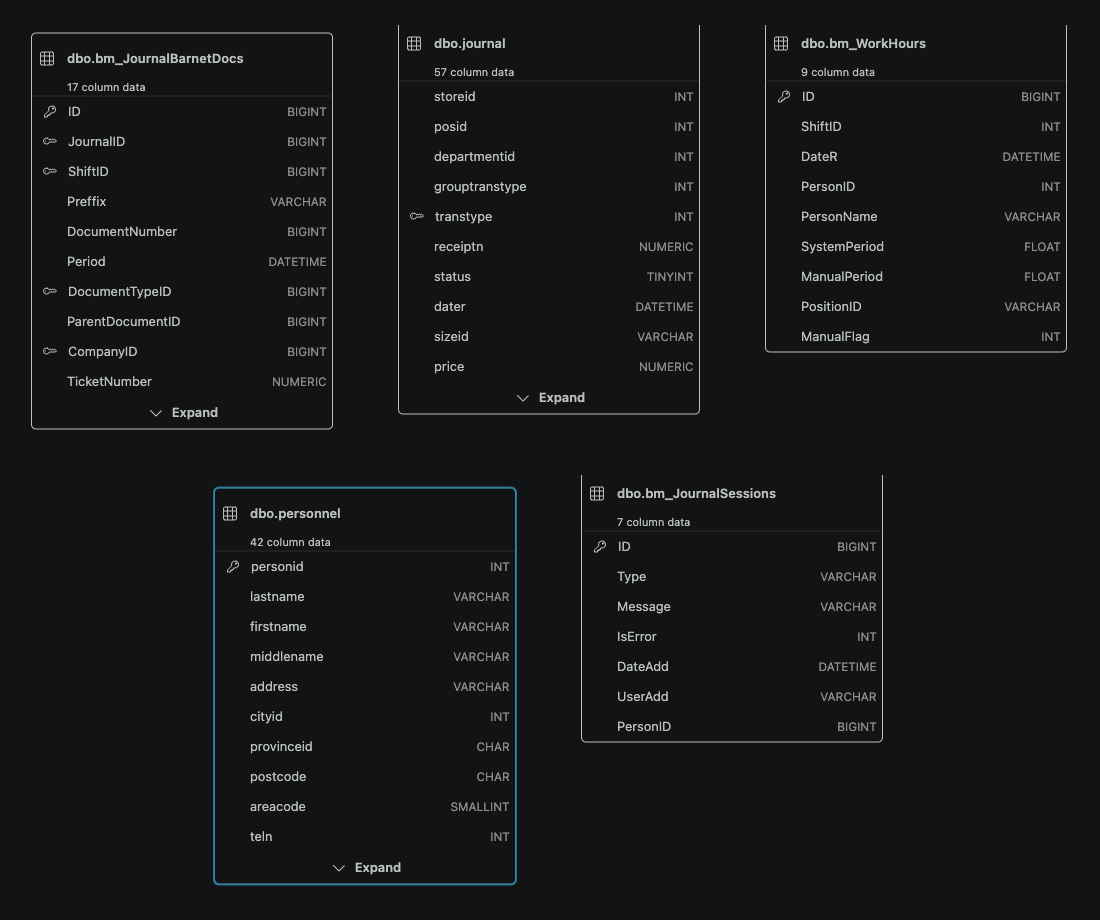 dbo.bm_JournalBarnetDocs
17 column data
ID BIGINT
JournalID BIGINT
ShiftID BIGINT
Preffix VARCHAR
DocumentNumber BIGINT
Period DATETIME
DocumentTypeID BIGINT
ParentDocumentID BIGINT
CompanyID BIGINT
TicketNumber NUMERIC
Expand
dbo.journal
57 column data
storeid INT
posid INT
departmentid INT
grouptranstype INT
transtype INT
receiptn NUMERIC
status TINYINT
dater DATETIME
sizeid VARCHAR
price NUMERIC
Expand
dbo.bm_WorkHours
9 column data
ID BIGINT
ShiftID INT
DateR DATETIME
PersonID INT
PersonName VARCHAR
SystemPeriod FLOAT
ManualPeriod FLOAT
PositionID VARCHAR
ManualFlag INT
dbo.personnel
42 column data
personid INT
lastname VARCHAR
firstname VARCHAR
middlename VARCHAR
address VARCHAR
cityid INT
provinceid CHAR
postcode CHAR
areacode SMALLINT
teln INT
Expand
dbo.bm_JournalSessions
7 column data
ID BIGINT
Type VARCHAR
Message VARCHAR
IsError INT
DateAdd DATETIME
UserAdd VARCHAR
PersonID BIGINT